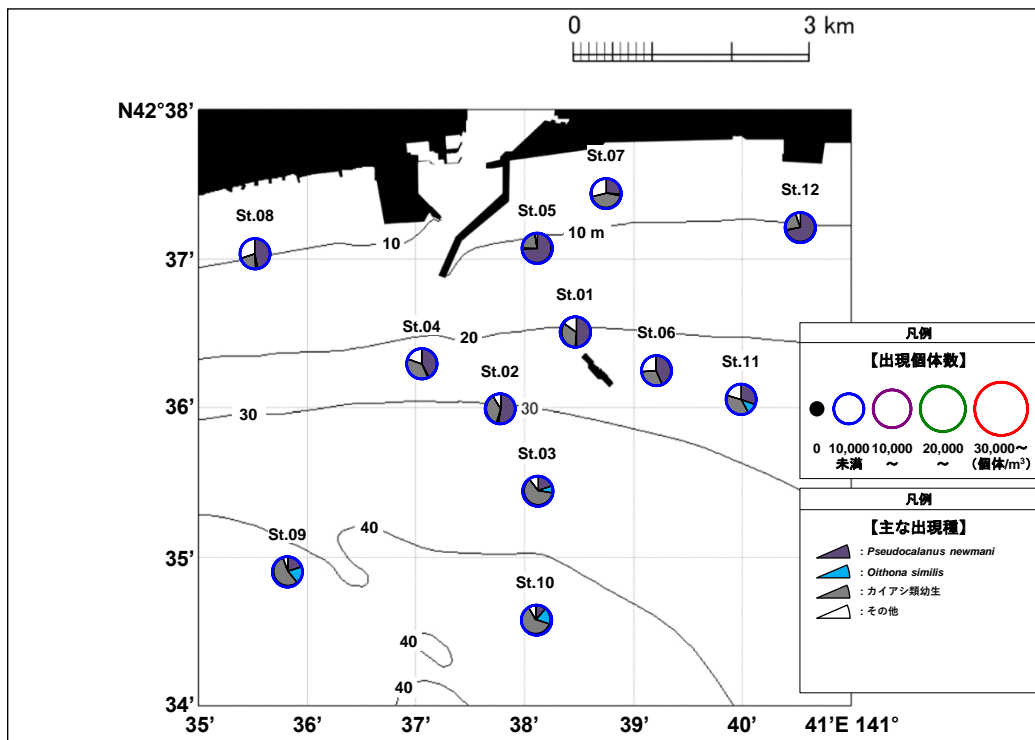 0 3 km
N42°38'
St.07
St.12
St.08
St.05
10
10 m
37'
St.01
St.04
20
St.06
St.02
St.11
36'
30
30
St.03
40
St.09
35'
St.10
40
40
34'
35' 36' 37' 38' 39' 40' 41'E 141°
凡例
【出現個体数】
0 10,000 未満 10,000 ～ 20,000 ～ 30,000～ (個体/m³)
凡例
【主な出現種】
: Pseudocalanus newmani
: Oithona similis
: カイアシ類幼生
: その他